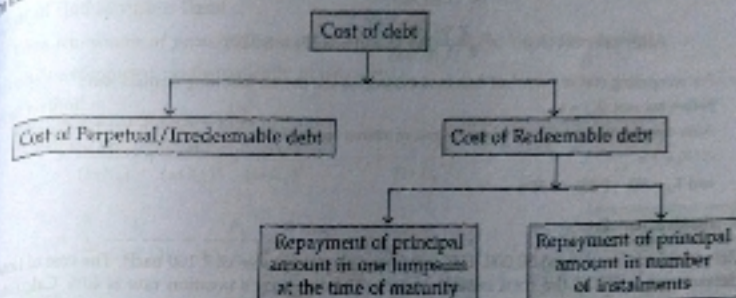 Cost of debt
Cost of Perpetual/Irredeemable debt
Cost of Redeemable debt
Repayment of principal
amount in one lumpsum
at the time of maturity
Repayment of principal
amount in number
of instalments